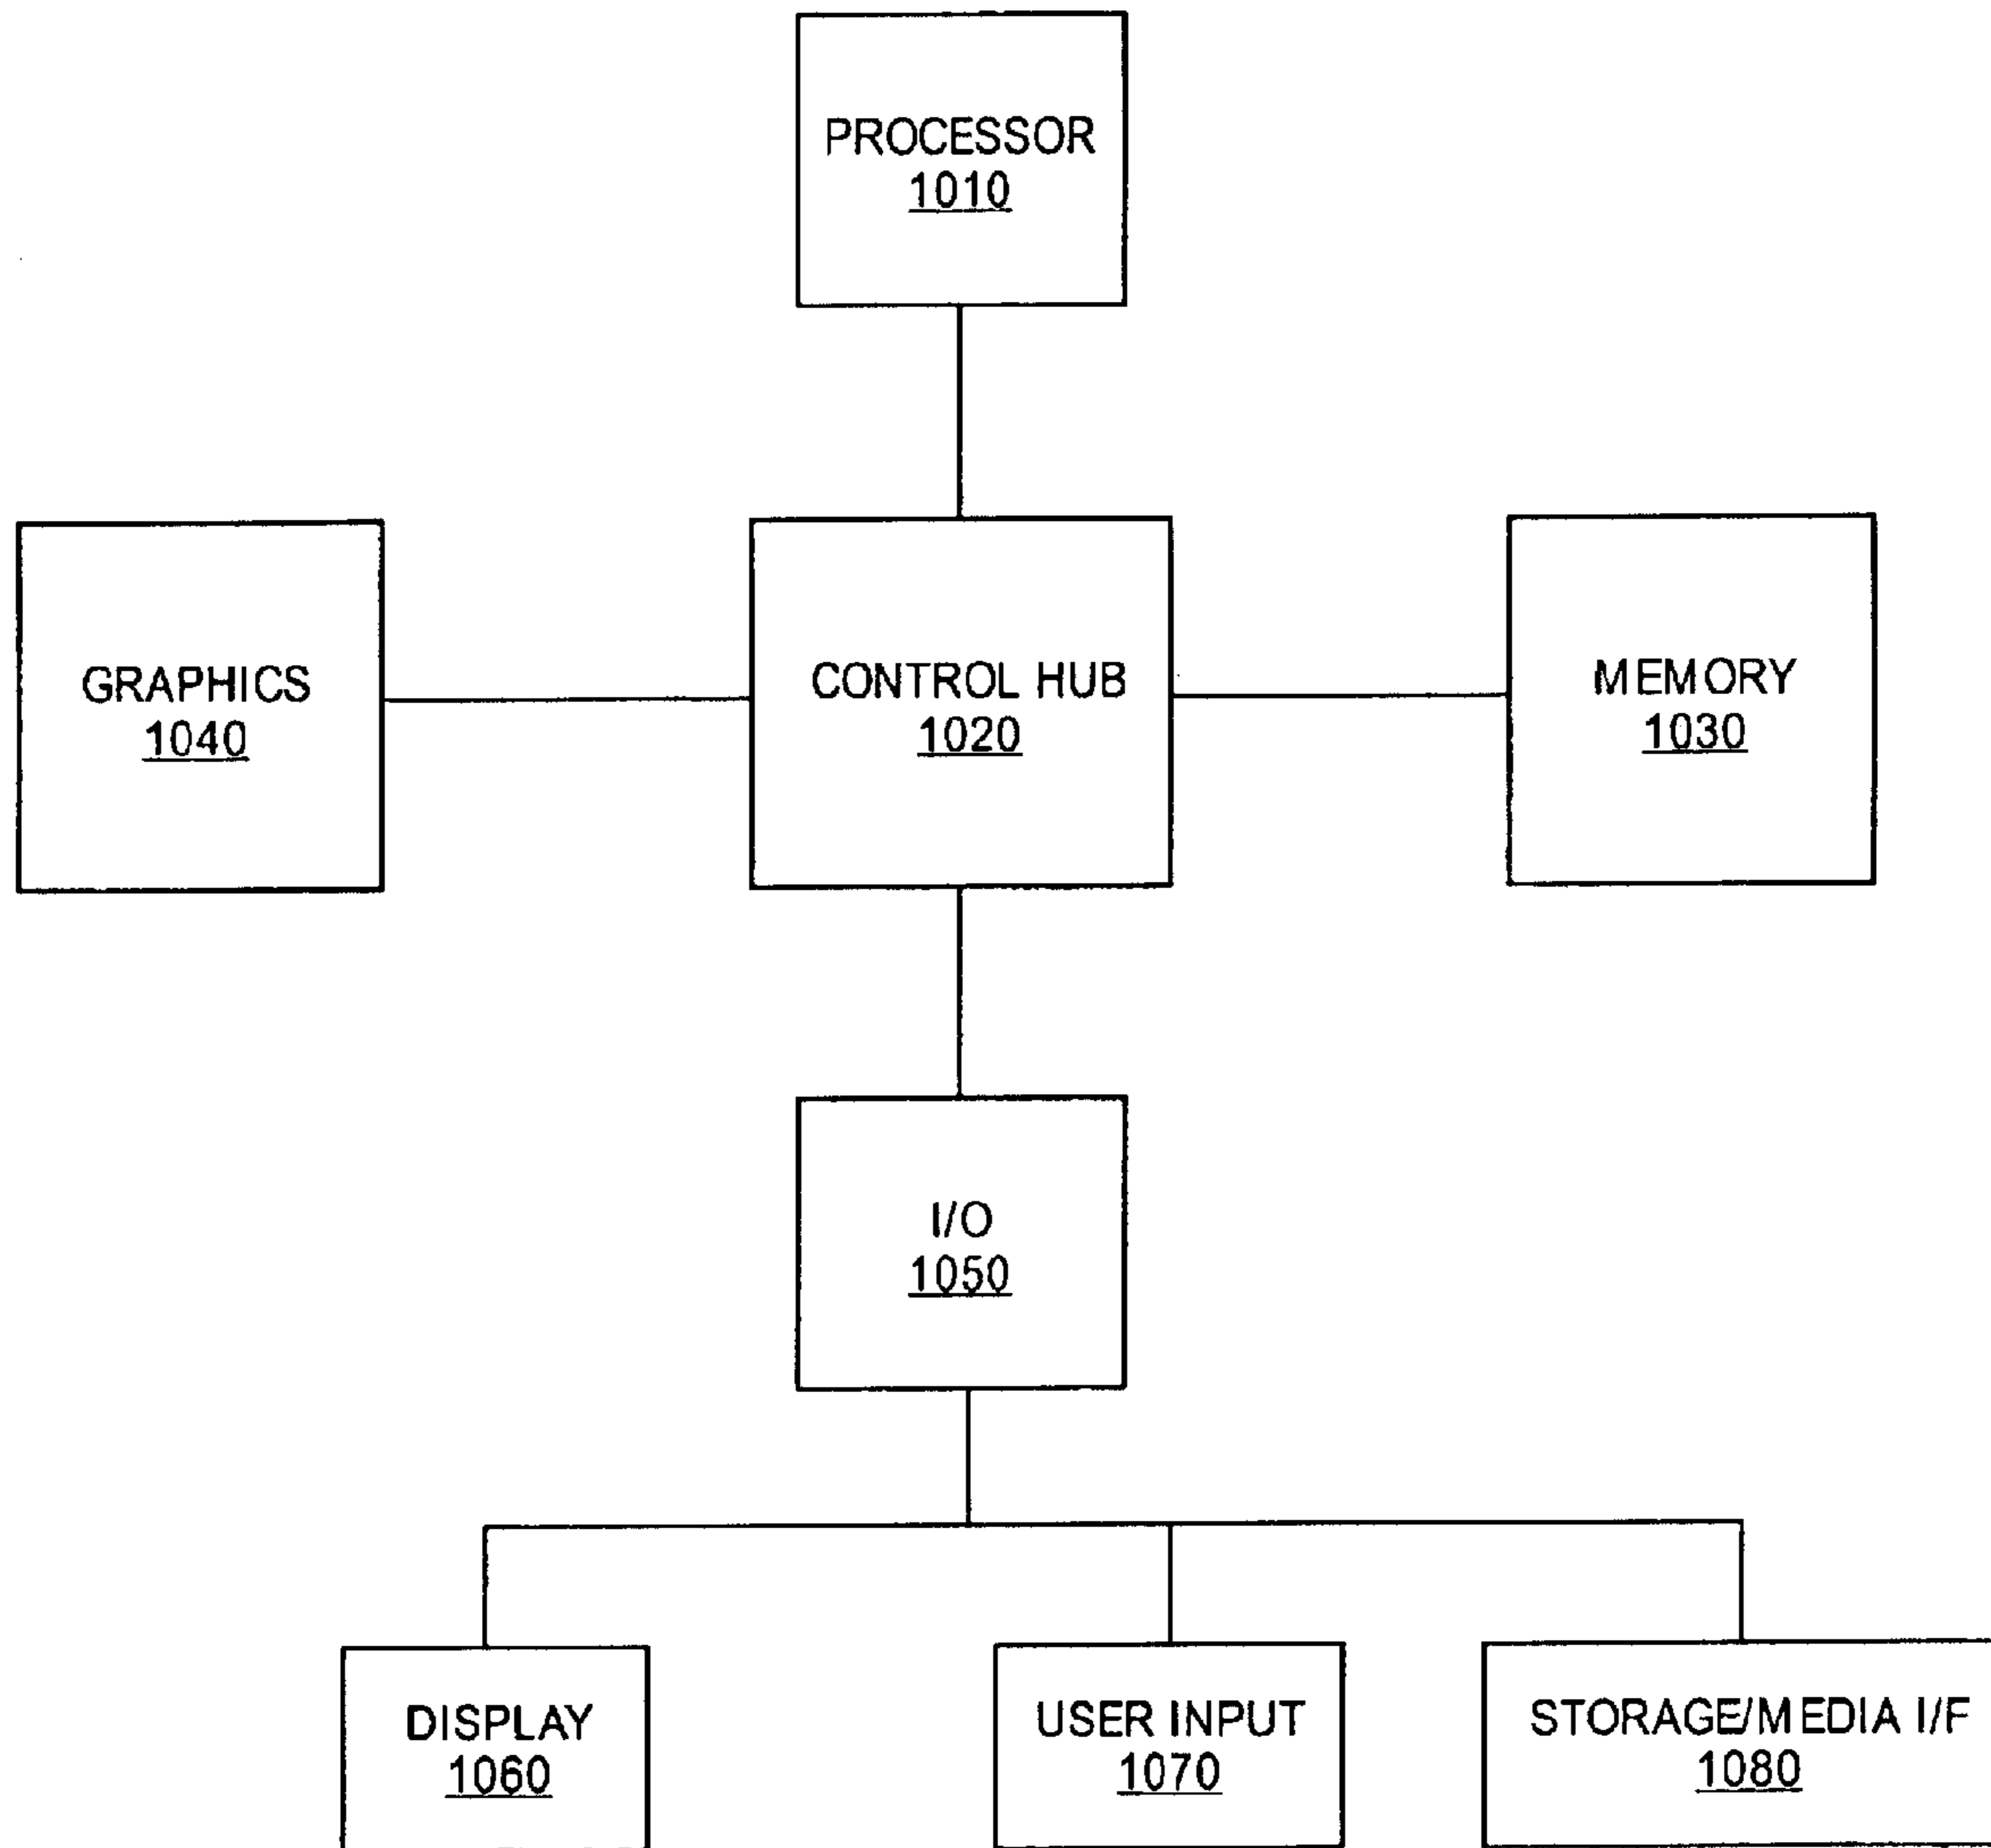 PROCESSOR
1010
GRAPHICS
1040
CONTROL HUB
1020
MEMORY
1030
I/O
1050
DISPLAY
1060
USER INPUT
1070
STORAGE/MEDIA I/F
1080